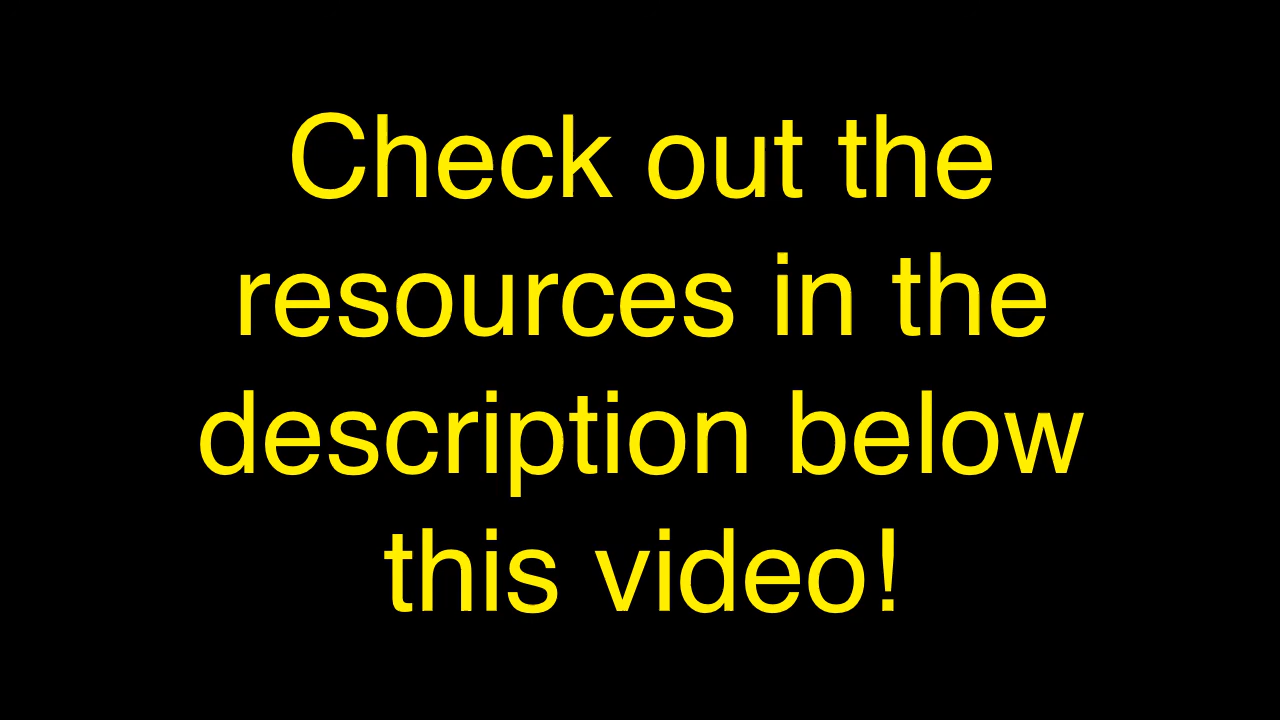 Check out the
resources in the
description below
this video!